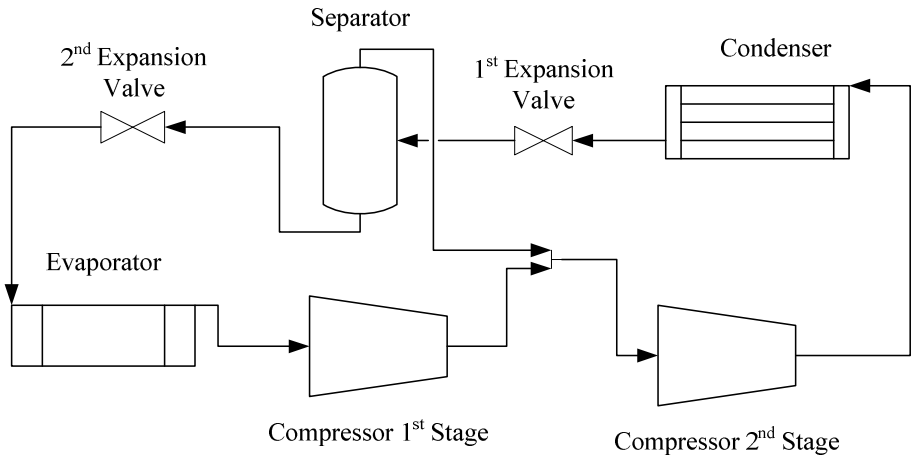 Separator
2nd Expansion
Valve
1st Expansion
Valve
Condenser
Evaporator
Compressor 1st Stage
Compressor 2nd Stage